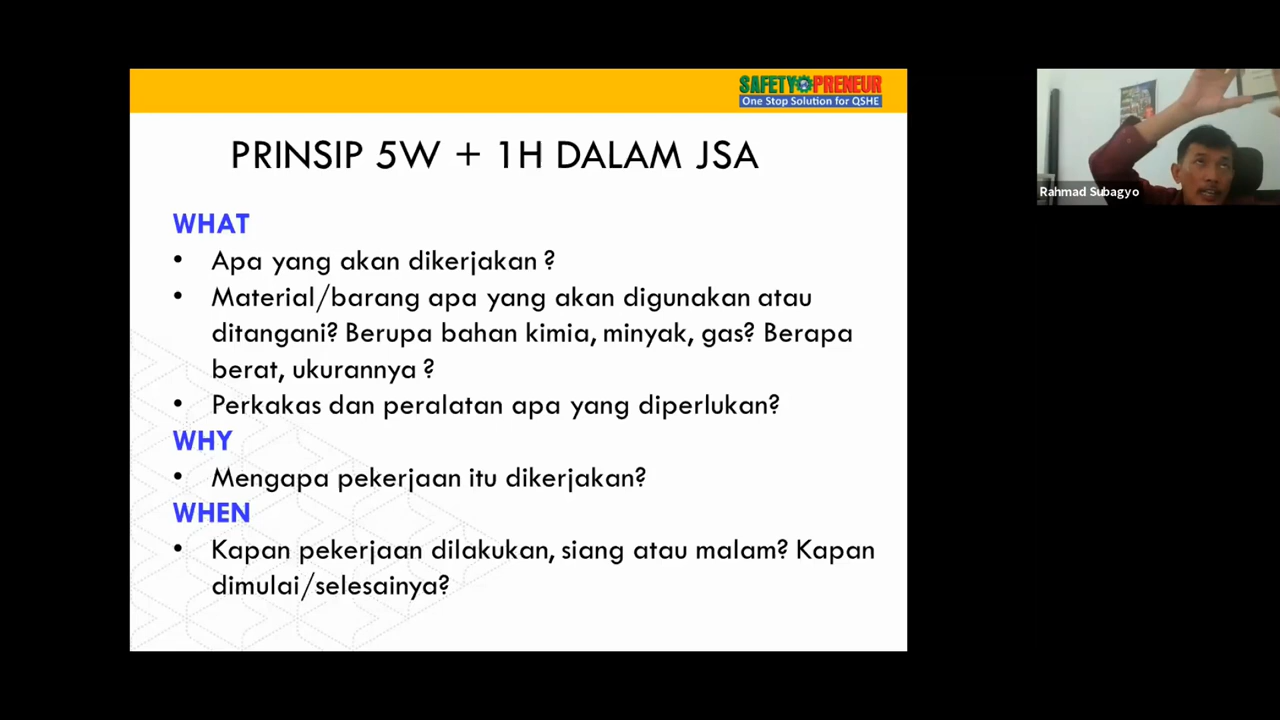 SAFETY PRENEUR
One Stop Solution for QSHE
PRINSIP 5W + 1H DALAM JSA
WHAT
• Apa yang akan dikerjakan ?
• Material/barang apa yang akan digunakan atau
ditangani? Berupa bahan kimia, minyak, gas? Berapa
berat, ukurannya ?
• Perkakas dan peralatan apa yang diperlukan?
WHY
• Mengapa pekerjaan itu dikerjakan?
WHEN
• Kapan pekerjaan dilakukan, siang atau malam? Kapan
dimulai/selesainya?
Rahmad Subagyo